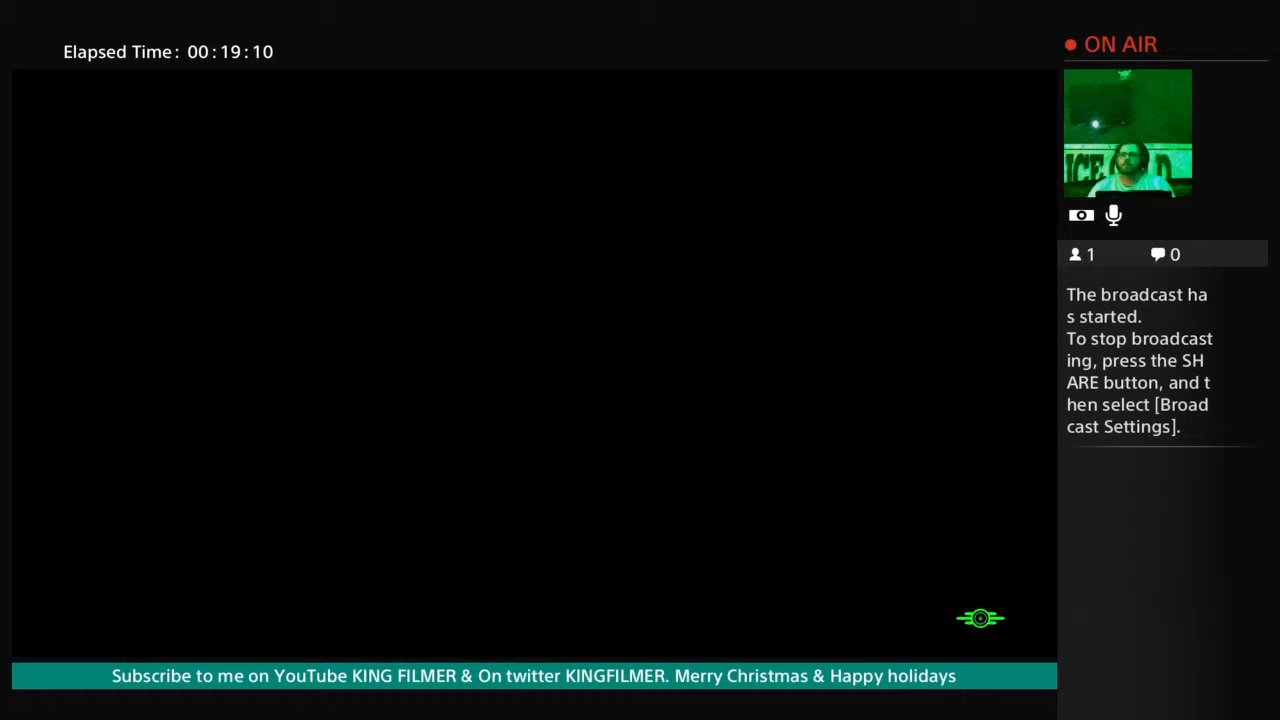 Elapsed Time: 00:19:10
ON AIR
ICE COLD
1
0
The broadcast ha
s started.
To stop broadcast
ing, press the SH
ARE button, and t
hen select [Broad
cast Settings].
Subscribe to me on YouTube KING FILMER & On twitter KINGFILMER. Merry Christmas & Happy holidays